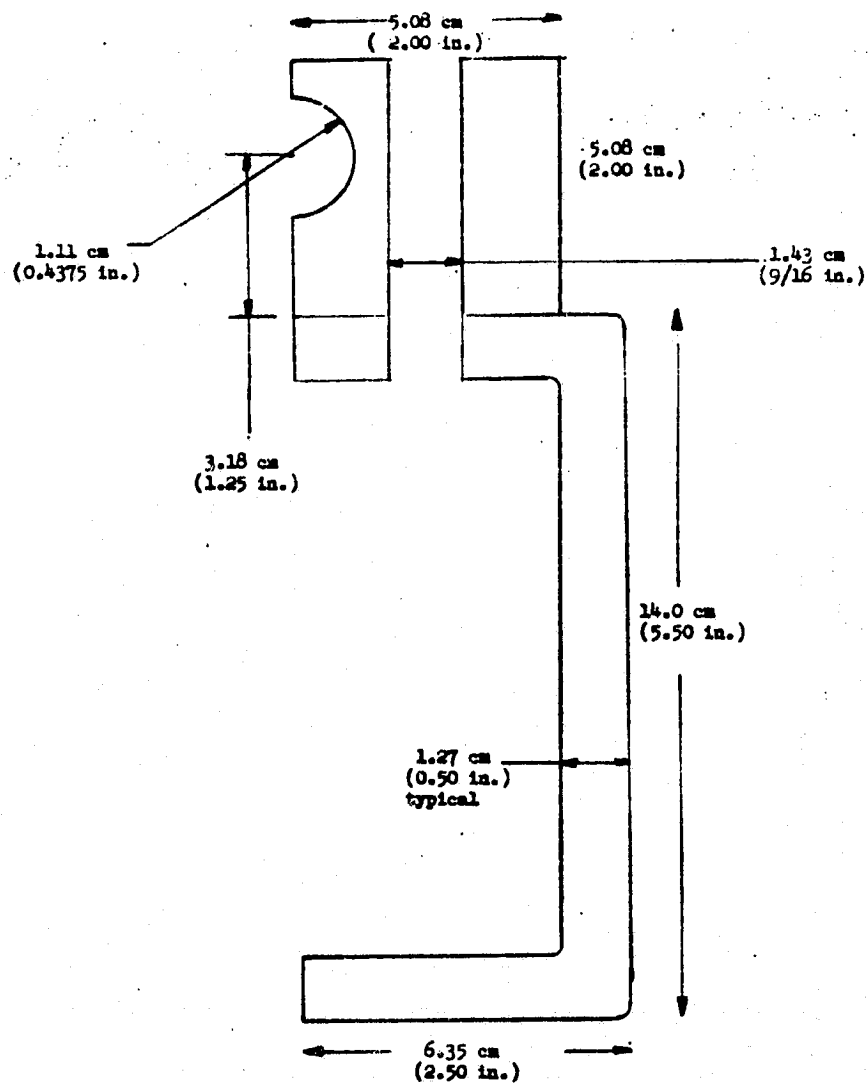 5.08 cm
( 2.00 in.)
5.08 cm
(2.00 in.)
1.11 cm
(0.4375 in.)
1.43 cm
(9/16 in.)
3.18 cm
(1.25 in.)
14.0 cm
(5.50 in.)
1.27 cm
(0.50 in.)
typical
6.35 cm
(2.50 in.)